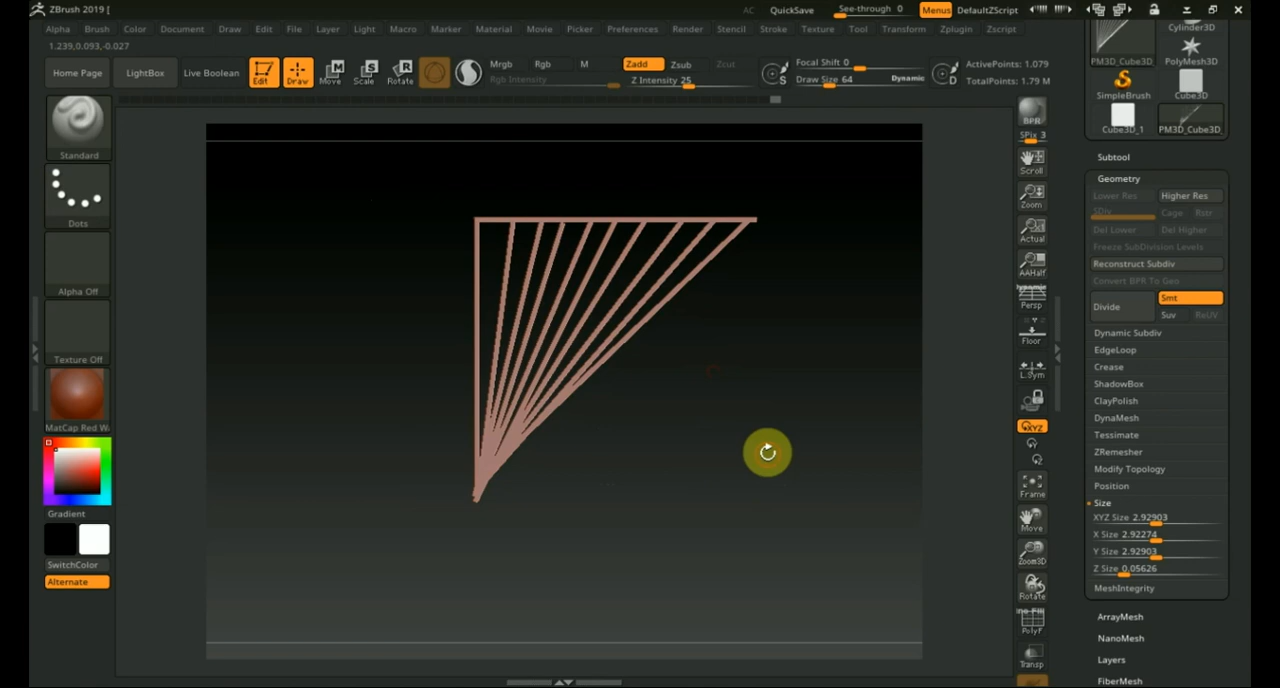 ZBrush 2019 [
AC QuickSave See-through 0 Menus DefaultZScript
Alpha Brush Color Document Draw Edit File Layer Light Macro Marker Material Movie Picker Preferences Render Stencil Stroke Texture Tool Transform Zplugin Zscript
1.239,0.093,-0.027
Home Page LightBox Live Boolean Edit Draw Move Scale Rotate
Mrgb Rgb M Zadd Zsub Zcut
Rgb Intensity Z Intensity 25
Focal Shift 0
Draw Size 64 Dynamic
S
D
ActivePoints: 1.079
TotalPoints: 1.79 M
Standard
Dots
Alpha Off
Texture Off
MatCap Red Wa
Gradient
SwitchColor
Alternate
BPR
SPix 3
Scroll
Zoom
Actual
AAHalf
Dynamic
Persp
Floor
L.Sym
XYZ
Frame
Move
Zoom3D
Rotate
Line Fill
PolyF
Transp
Cylinder3D
PM3D_Cube3D
PolyMesh3D
SimpleBrush
Cube3D
Cube3D_1
PM3D_Cube3D_
Subtool
Geometry
Lower Res Higher Res
SDiv Cage Rstr
Del Lower Del Higher
Freeze SubDivision Levels
Reconstruct Subdiv
Convert BPR To Geo
Divide Smt
Suv ReUV
Dynamic Subdiv
EdgeLoop
Crease
ShadowBox
ClayPolish
DynaMesh
Tessimate
ZRemesher
Modify Topology
Position
Size
XYZ Size 2.92903
X Size 2.92274
Y Size 2.92903
Z Size 0.05626
MeshIntegrity
ArrayMesh
NanoMesh
Layers
FiberMesh